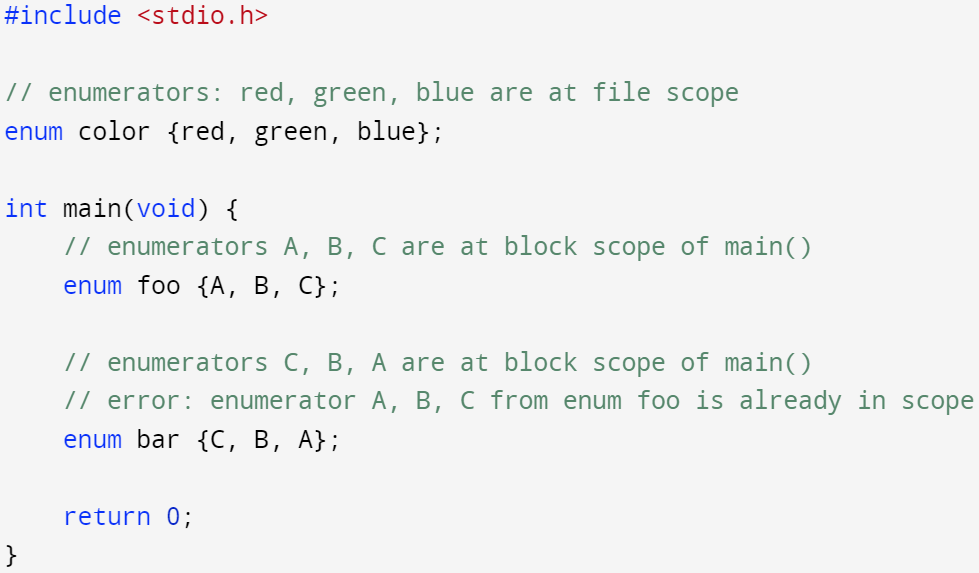 #include <stdio.h>
// enumerators: red, green, blue are at file scope
enum color {red, green, blue};
int main(void) {
// enumerators A, B, C are at block scope of main()
enum foo {A, B, C};
// enumerators C, B, A are at block scope of main()
// error: enumerator A, B, C from enum foo is already in scope
enum bar {C, B, A};
return 0;
}